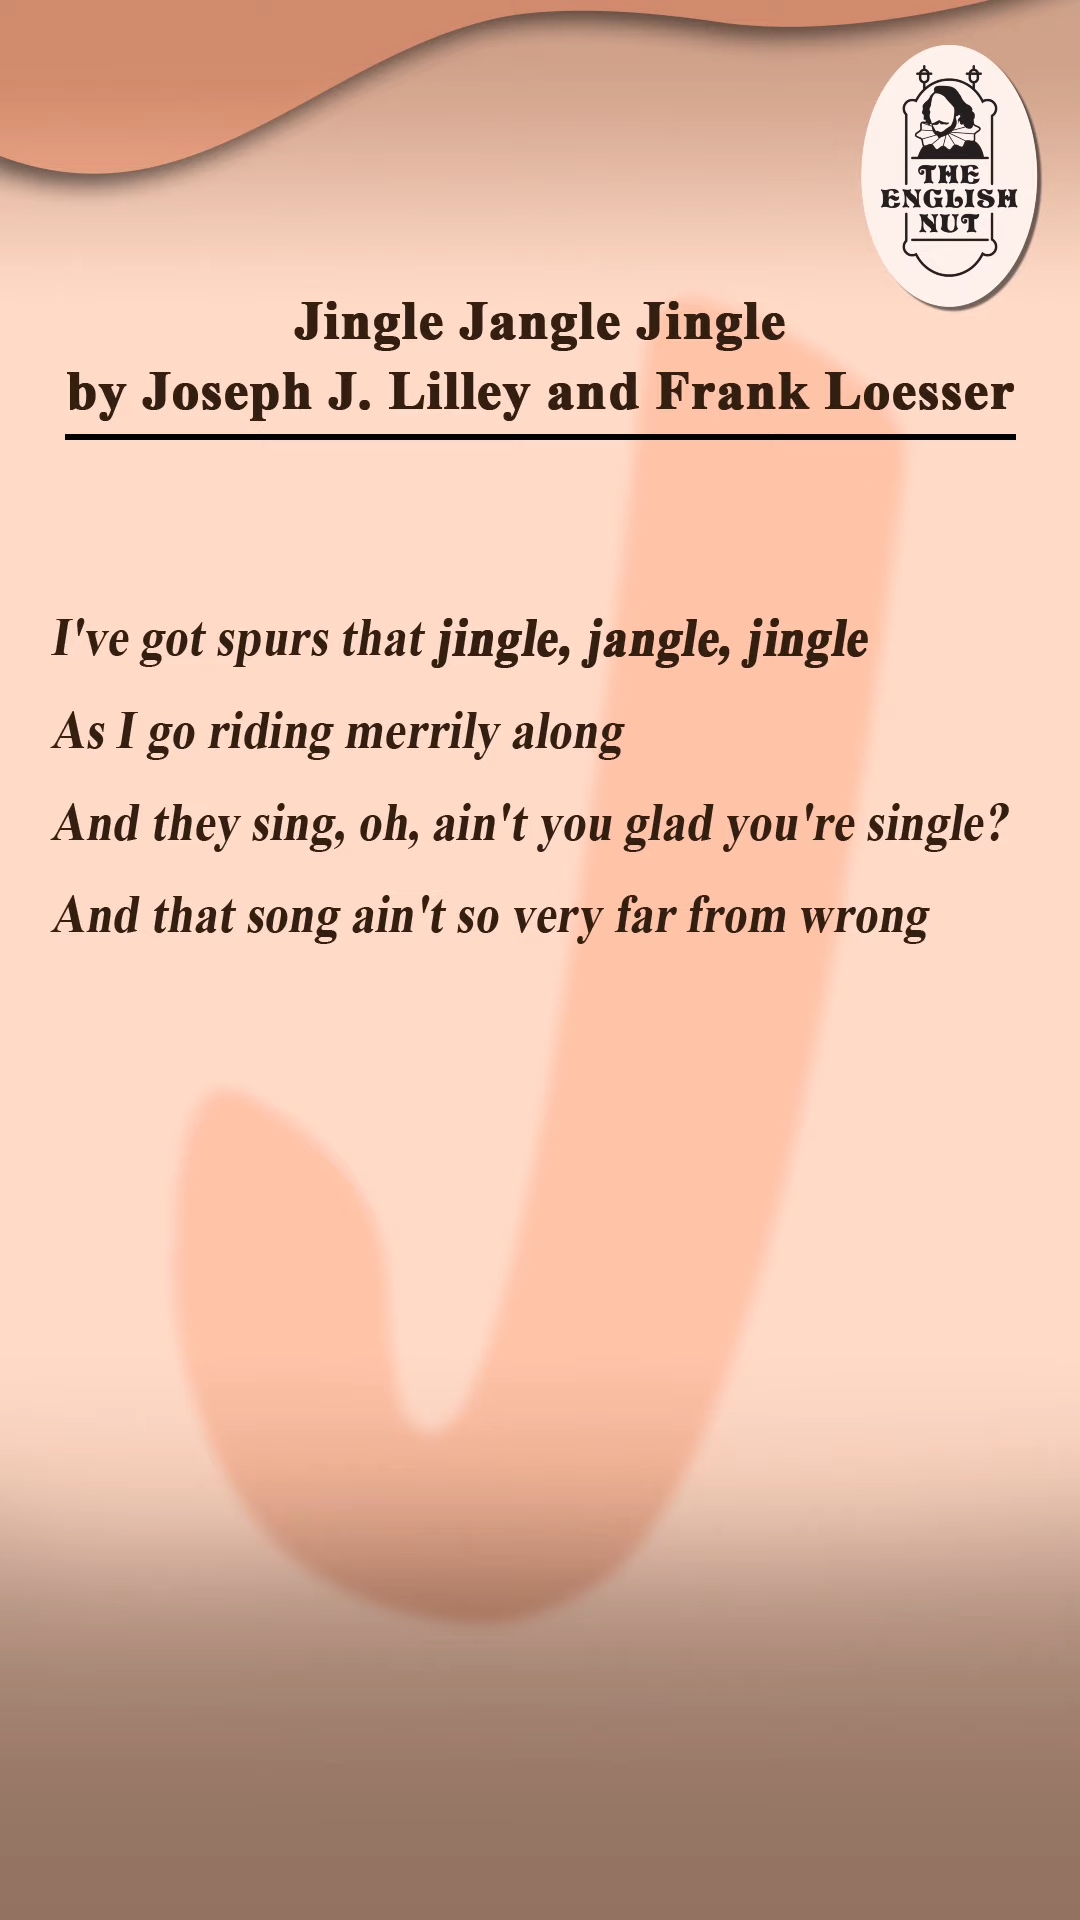 THE
ENGLISH
NUT
Jingle Jangle Jingle
by Joseph J. Lilley and Frank Loesser
I've got spurs that jingle, jangle, jingle
As I go riding merrily along
And they sing, oh, ain't you glad you're single?
And that song ain't so very far from wrong